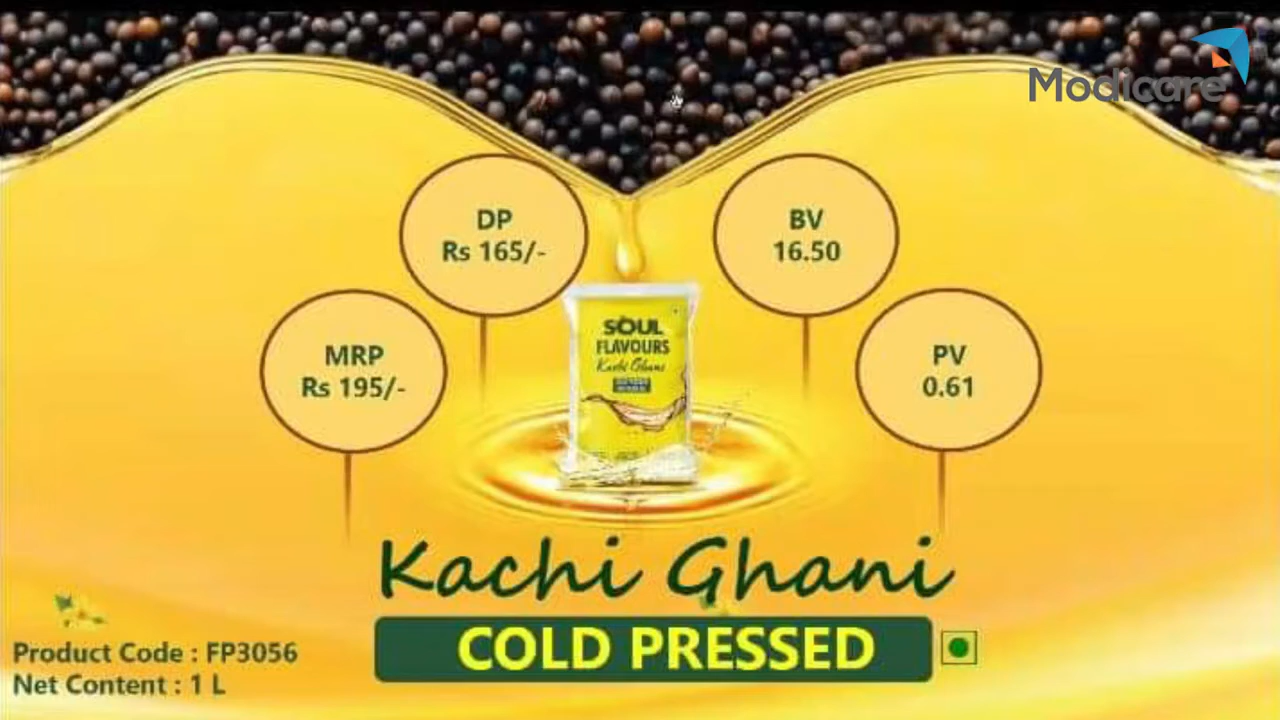 Modicare
DP
Rs 165/-
BV
16.50
MRP
Rs 195/-
PV
0.61
SOUL
FLAVOURS
Kachi Ghani
Kachi Ghani
COLD PRESSED
Product Code : FP3056
Net Content : 1 L